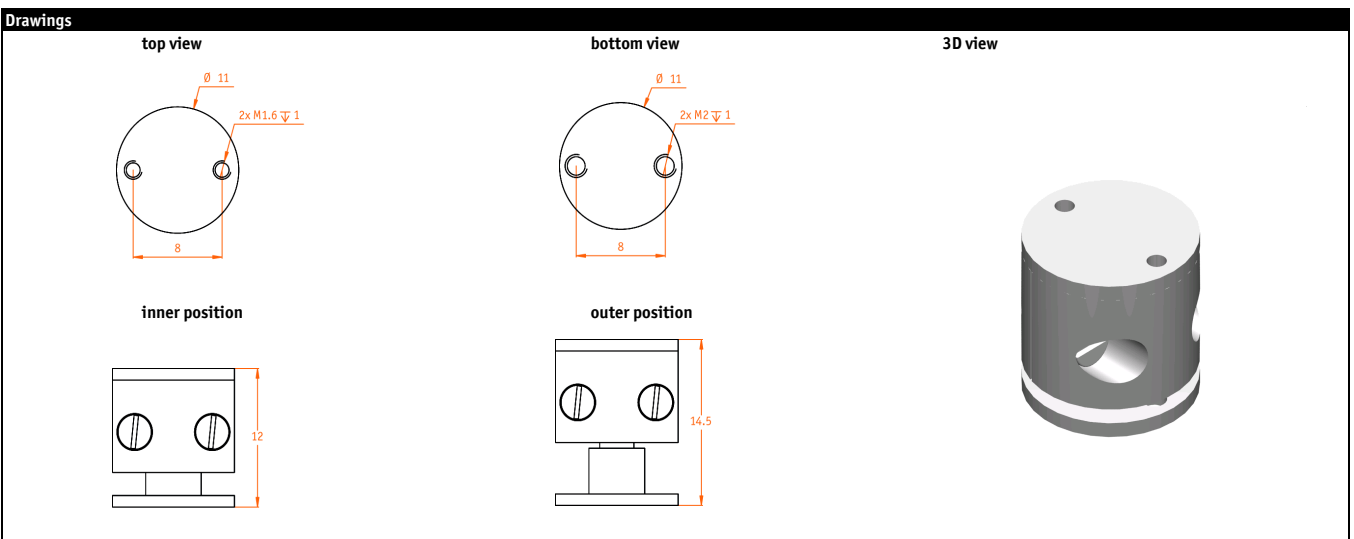 Drawings
top view
bottom view
3D view
Ø 11
2x M1.6 ↧ 1
8
Ø 11
2x M2 ↧ 1
8
inner position
outer position
12
14.5